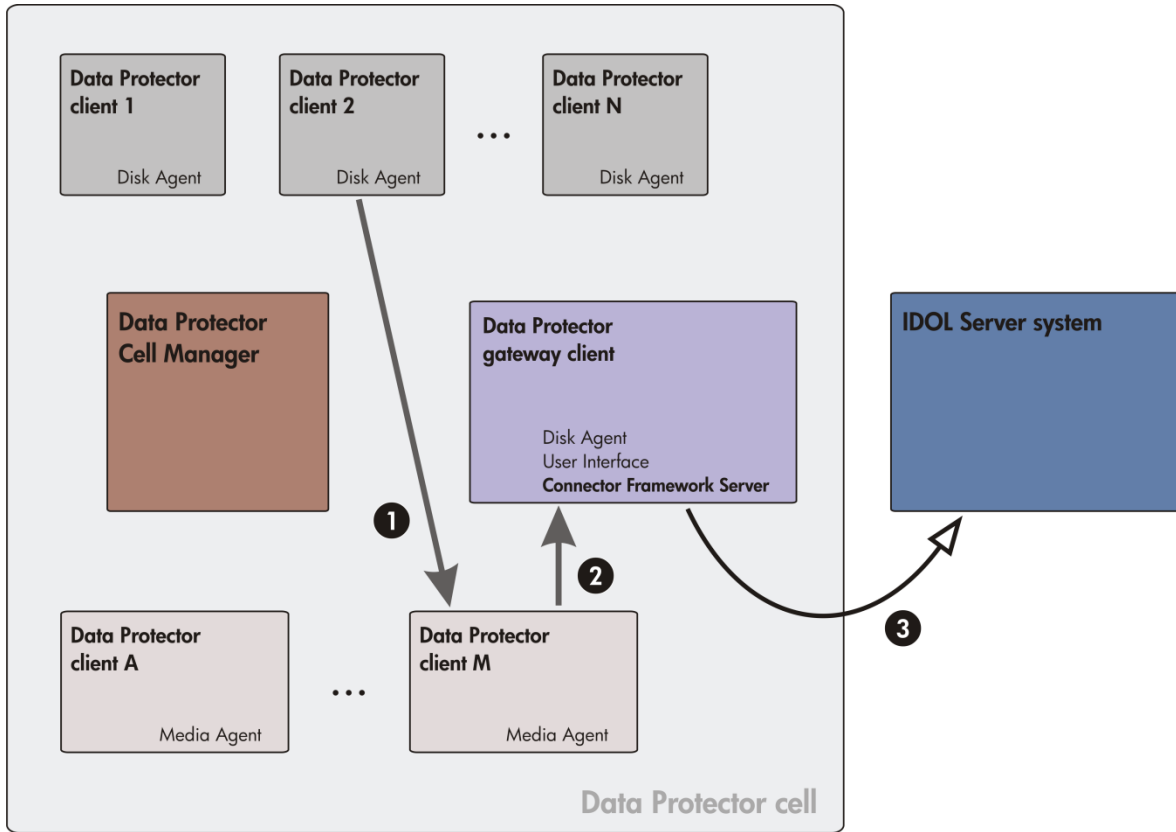 Data Protector
client 1
Disk Agent
Data Protector
client 2
Disk Agent
...
Data Protector
client N
Disk Agent
Data Protector
Cell Manager
Data Protector
gateway client
Disk Agent
User Interface
Connector Framework Server
IDOL Server system
1
2
3
Data Protector
client A
Media Agent
...
Data Protector
client M
Media Agent
Data Protector cell